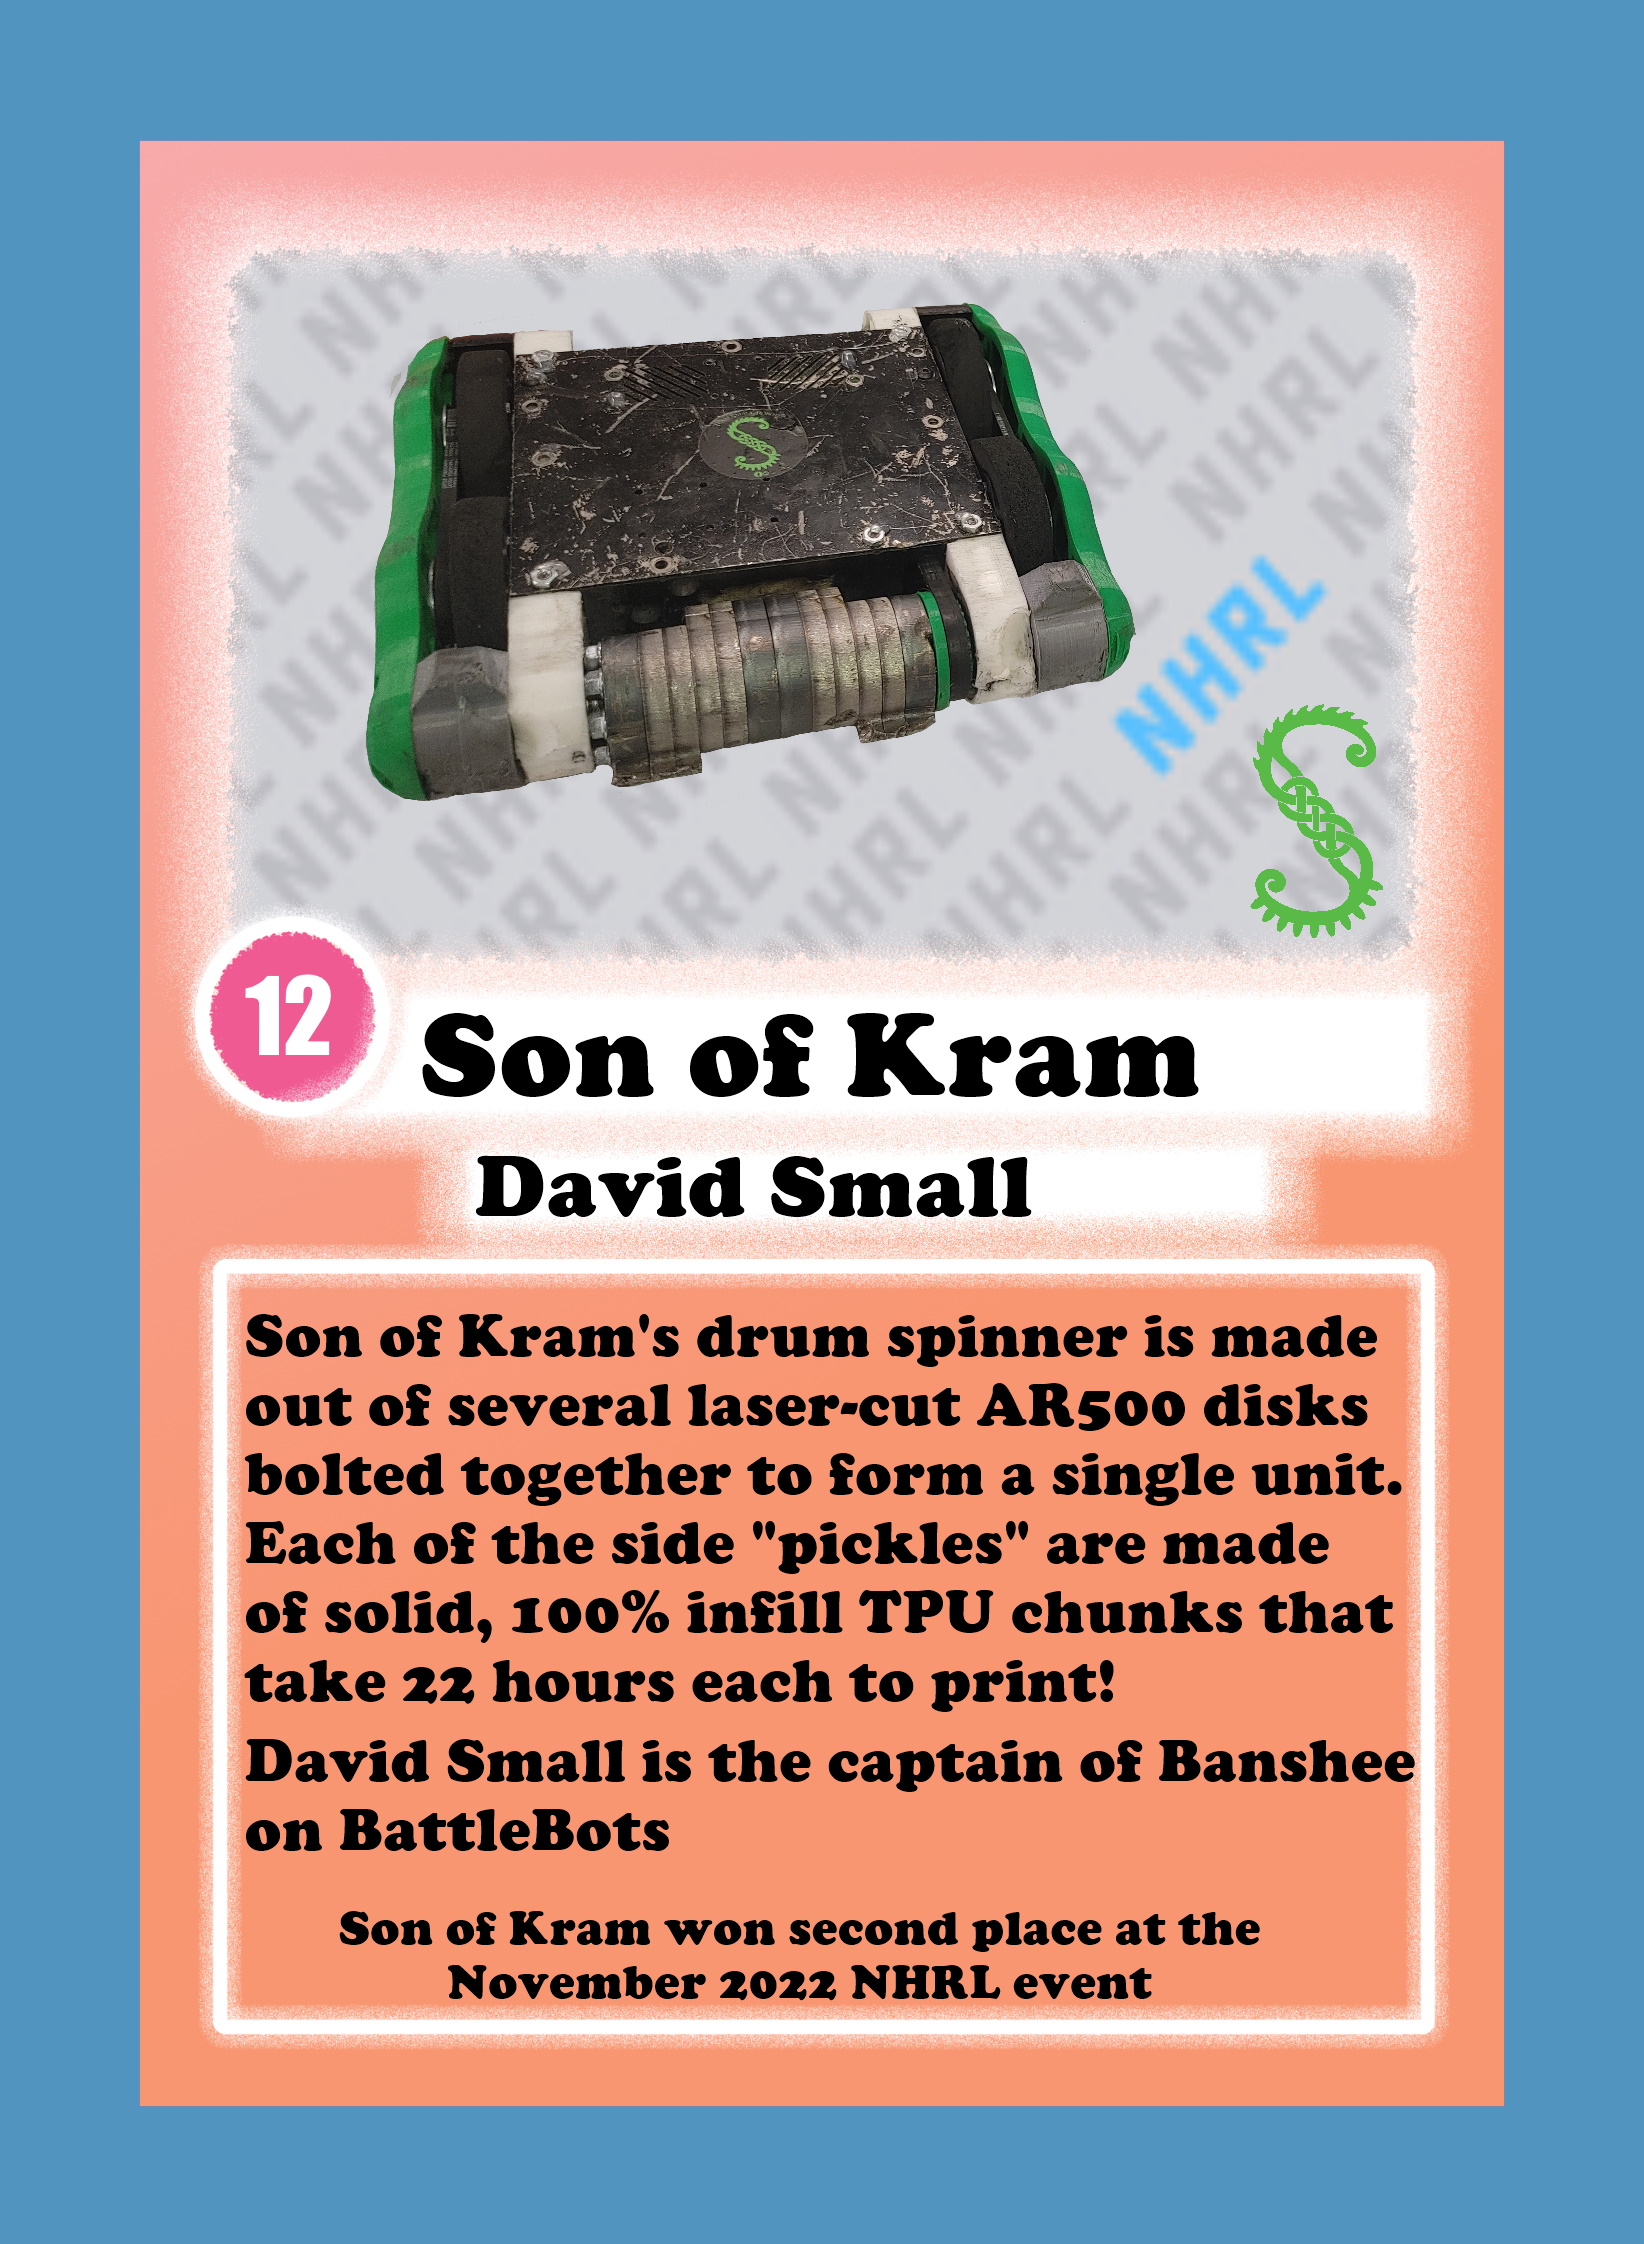 NHRL
12
Son of Kram
David Small
Son of Kram's drum spinner is made
out of several laser-cut AR500 disks
bolted together to form a single unit.
Each of the side "pickles" are made
of solid, 100% infill TPU chunks that
take 22 hours each to print!
David Small is the captain of Banshee
on BattleBots
Son of Kram won second place at the
November 2022 NHRL event